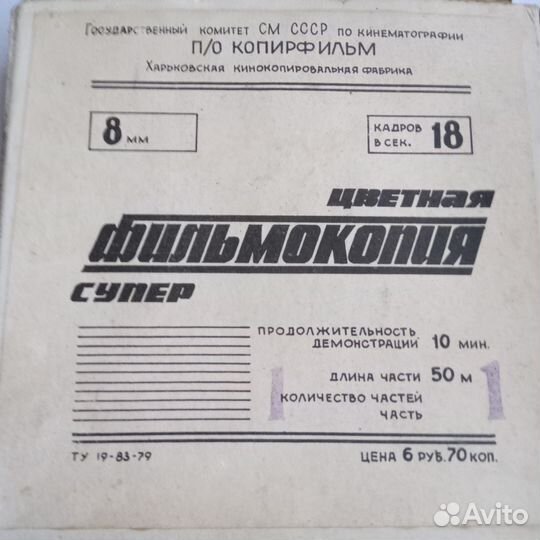 Государственный комитет СМ СССР по кинематографии
П/О КОПИРФИЛЬМ
Харьковская кинокопировальная фабрика
8 мм
КАДРОВ В СЕК. 18
ЦВЕТНАЯ
ФИЛЬМОКОПИЯ
СУПЕР
ПРОДОЛЖИТЕЛЬНОСТЬ
ДЕМОНСТРАЦИИ 10 МИН.
ДЛИНА ЧАСТИ 50 М
1 КОЛИЧЕСТВО ЧАСТЕЙ 1
ЧАСТЬ
ТУ 19-83-79
ЦЕНА 6 РУБ. 70 КОП.
Avito